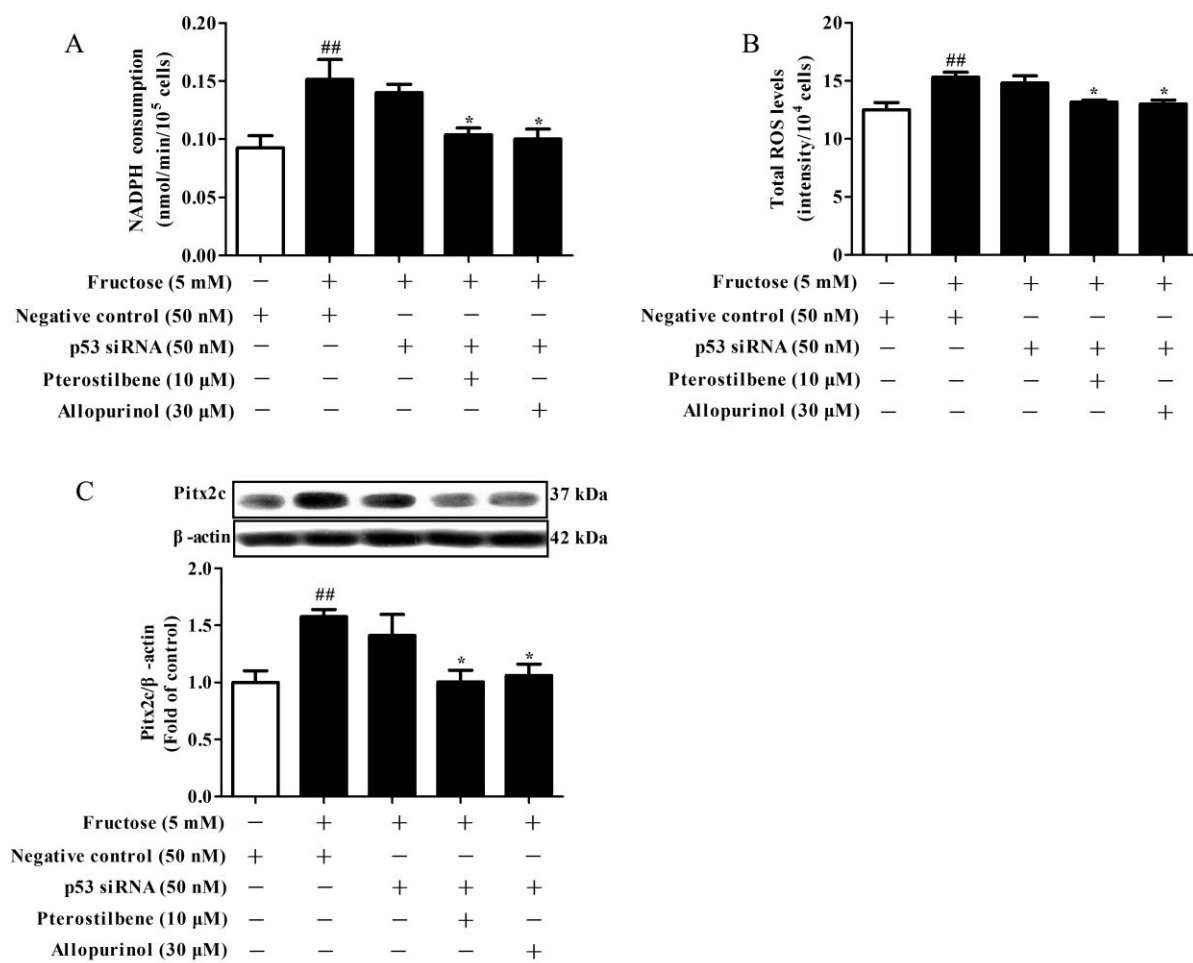 A
NADPH consumption
(nmol/min/10⁵ cells)
0.20
0.15
0.10
0.05
0.00
##
*
*
Fructose (5 mM) − + + + +
Negative control (50 nM) + + − − −
p53 siRNA (50 nM) − − + + +
Pterostilbene (10 μM) − − − + −
Allopurinol (30 μM) − − − − +
B
Total ROS levels
(intensity/10⁴ cells)
20
15
10
5
0
##
*
*
Fructose (5 mM) − + + + +
Negative control (50 nM) + + − − −
p53 siRNA (50 nM) − − + + +
Pterostilbene (10 μM) − − − + −
Allopurinol (30 μM) − − − − +
C
Pitx2c 37 kDa
β-actin 42 kDa
Pitx2c/β-actin
(Fold of control)
2.0
1.5
1.0
0.5
0.0
##
*
*
Fructose (5 mM) − + + + +
Negative control (50 nM) + + − − −
p53 siRNA (50 nM) − − + + +
Pterostilbene (10 μM) − − − + −
Allopurinol (30 μM) − − − − +